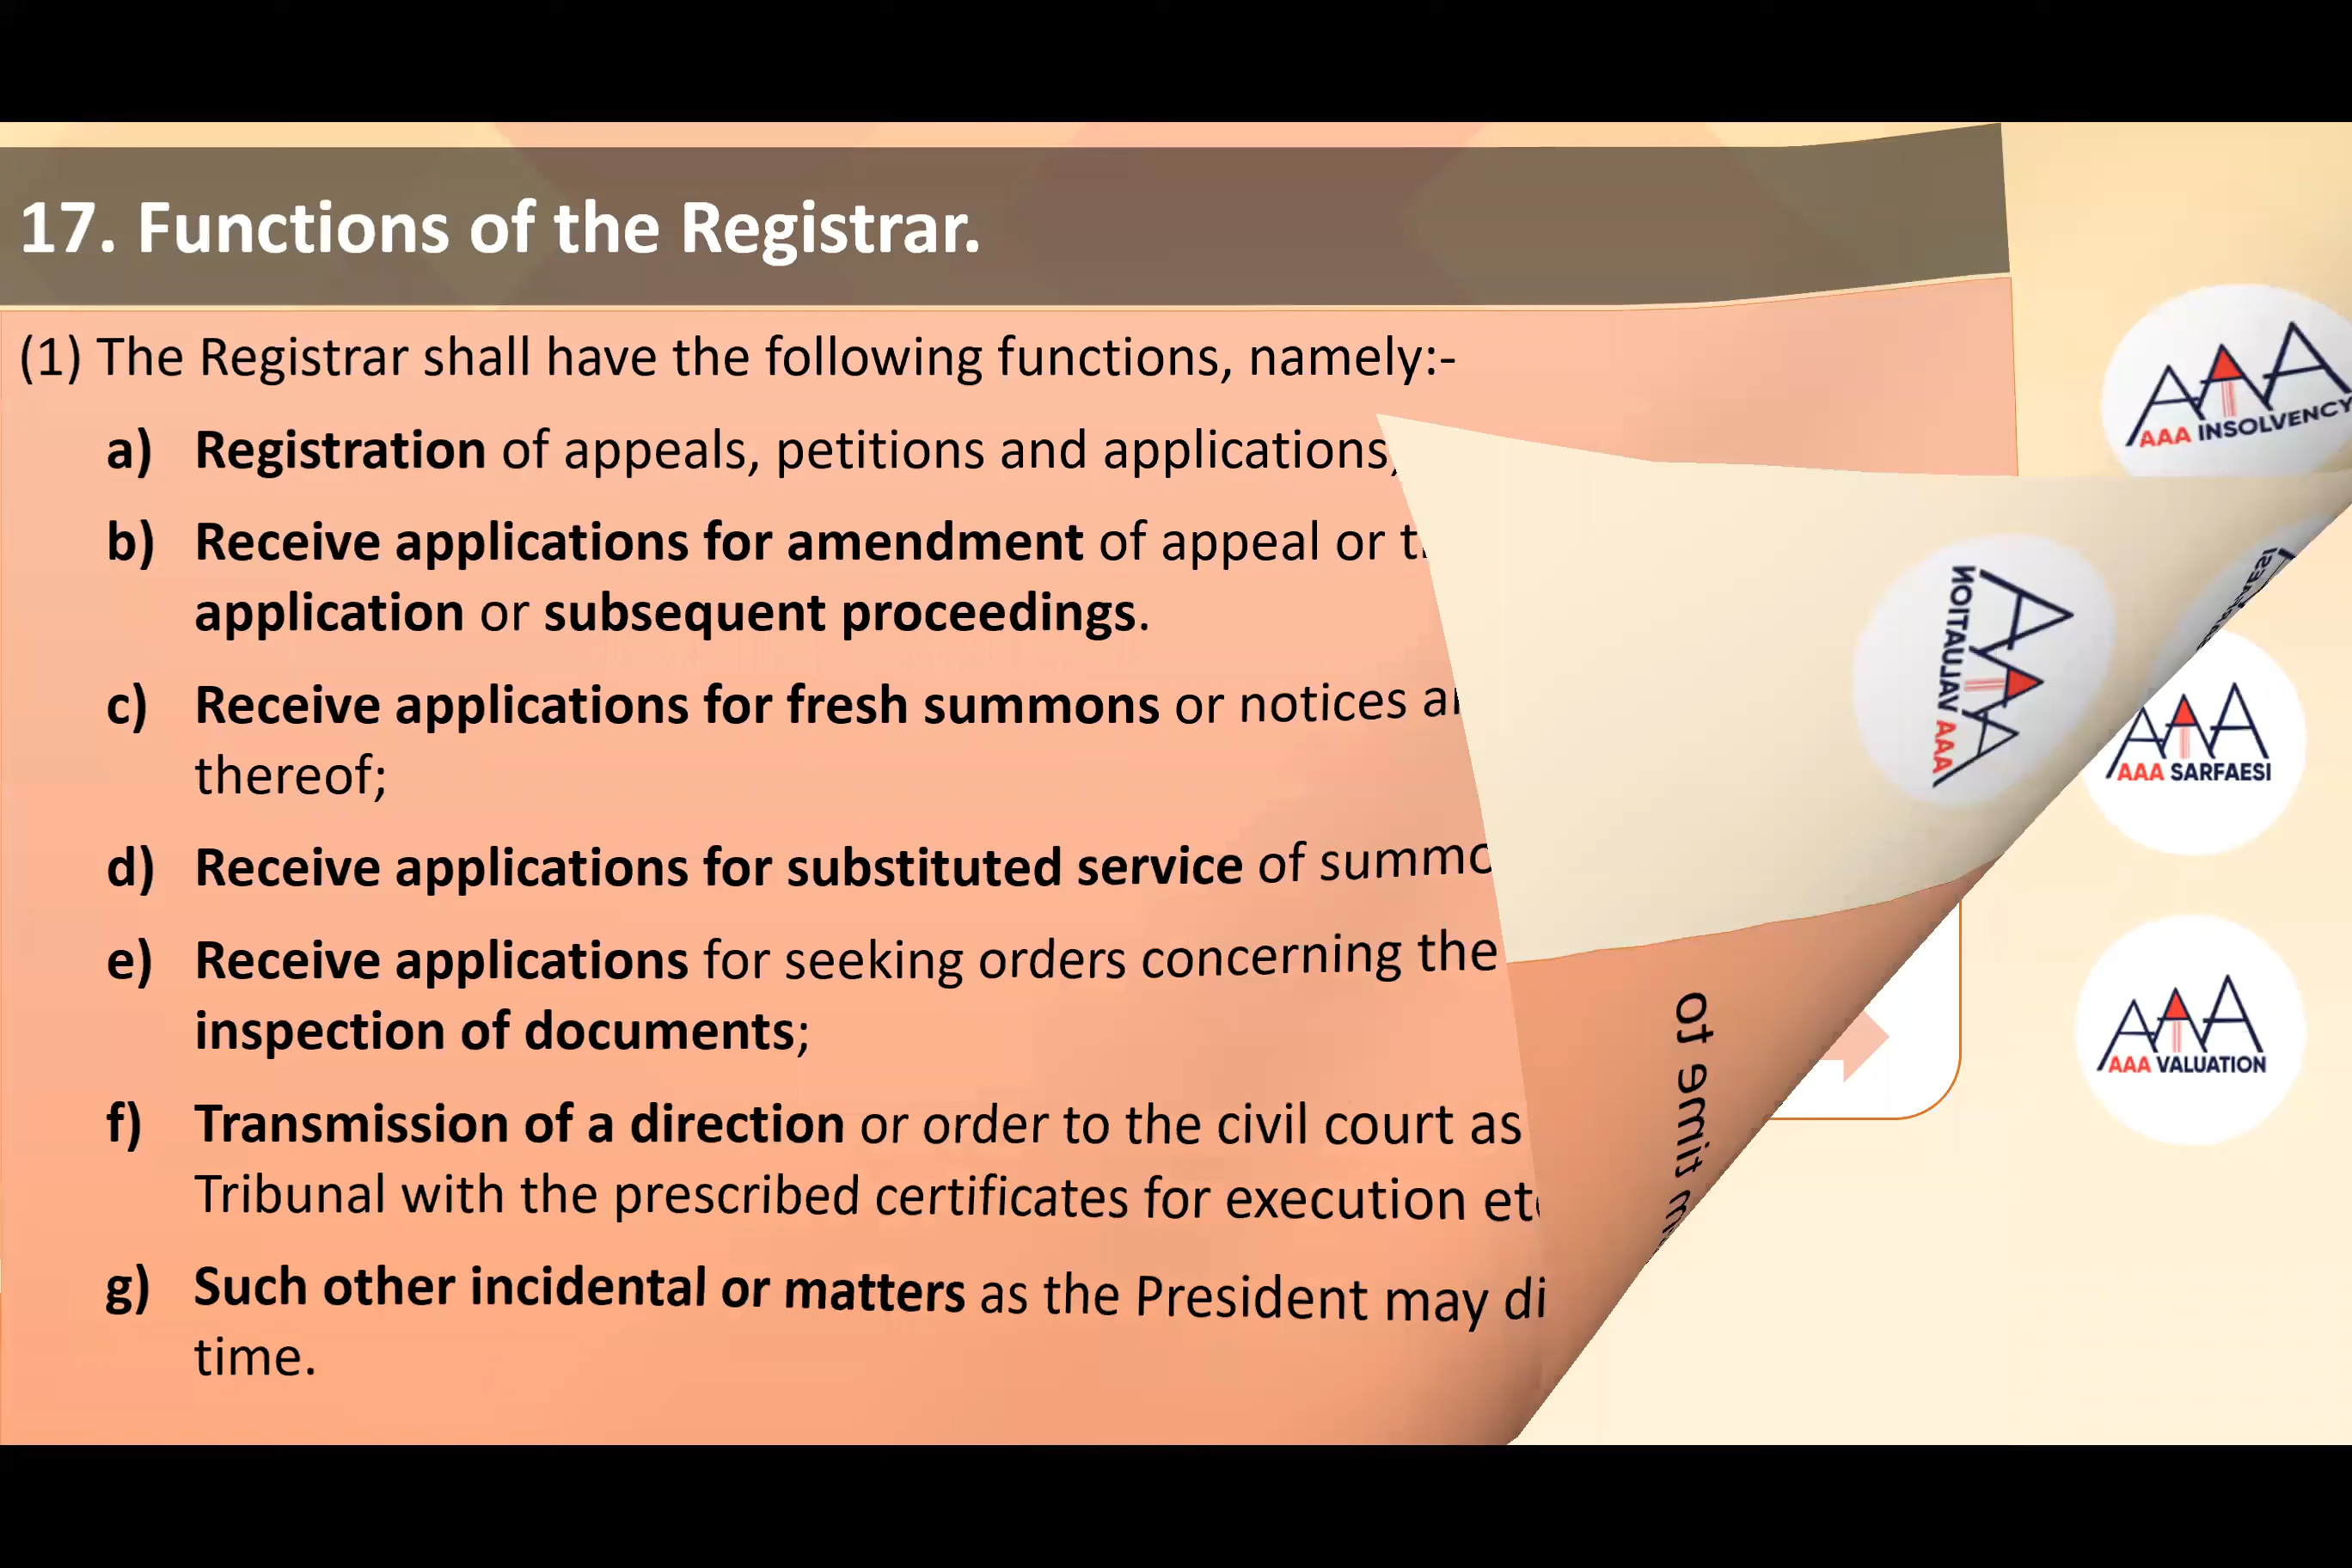 17. Functions of the Registrar.
(1) The Registrar shall have the following functions, namely:-
a) Registration of appeals, petitions and applications,
b) Receive applications for amendment of appeal or
application or subsequent proceedings.
c) Receive applications for fresh summons or notices
thereof;
d) Receive applications for substituted service of
e) Receive applications for seeking orders concerning the
inspection of documents;
f) Transmission of a direction or order to the civil court as
Tribunal with the prescribed certificates for execution
g) Such other incidental or matters as the President may
time.
AAA INSOLVENCY
AAA VALUATION
AAA SARFAESI
AAA VALUATION
time to